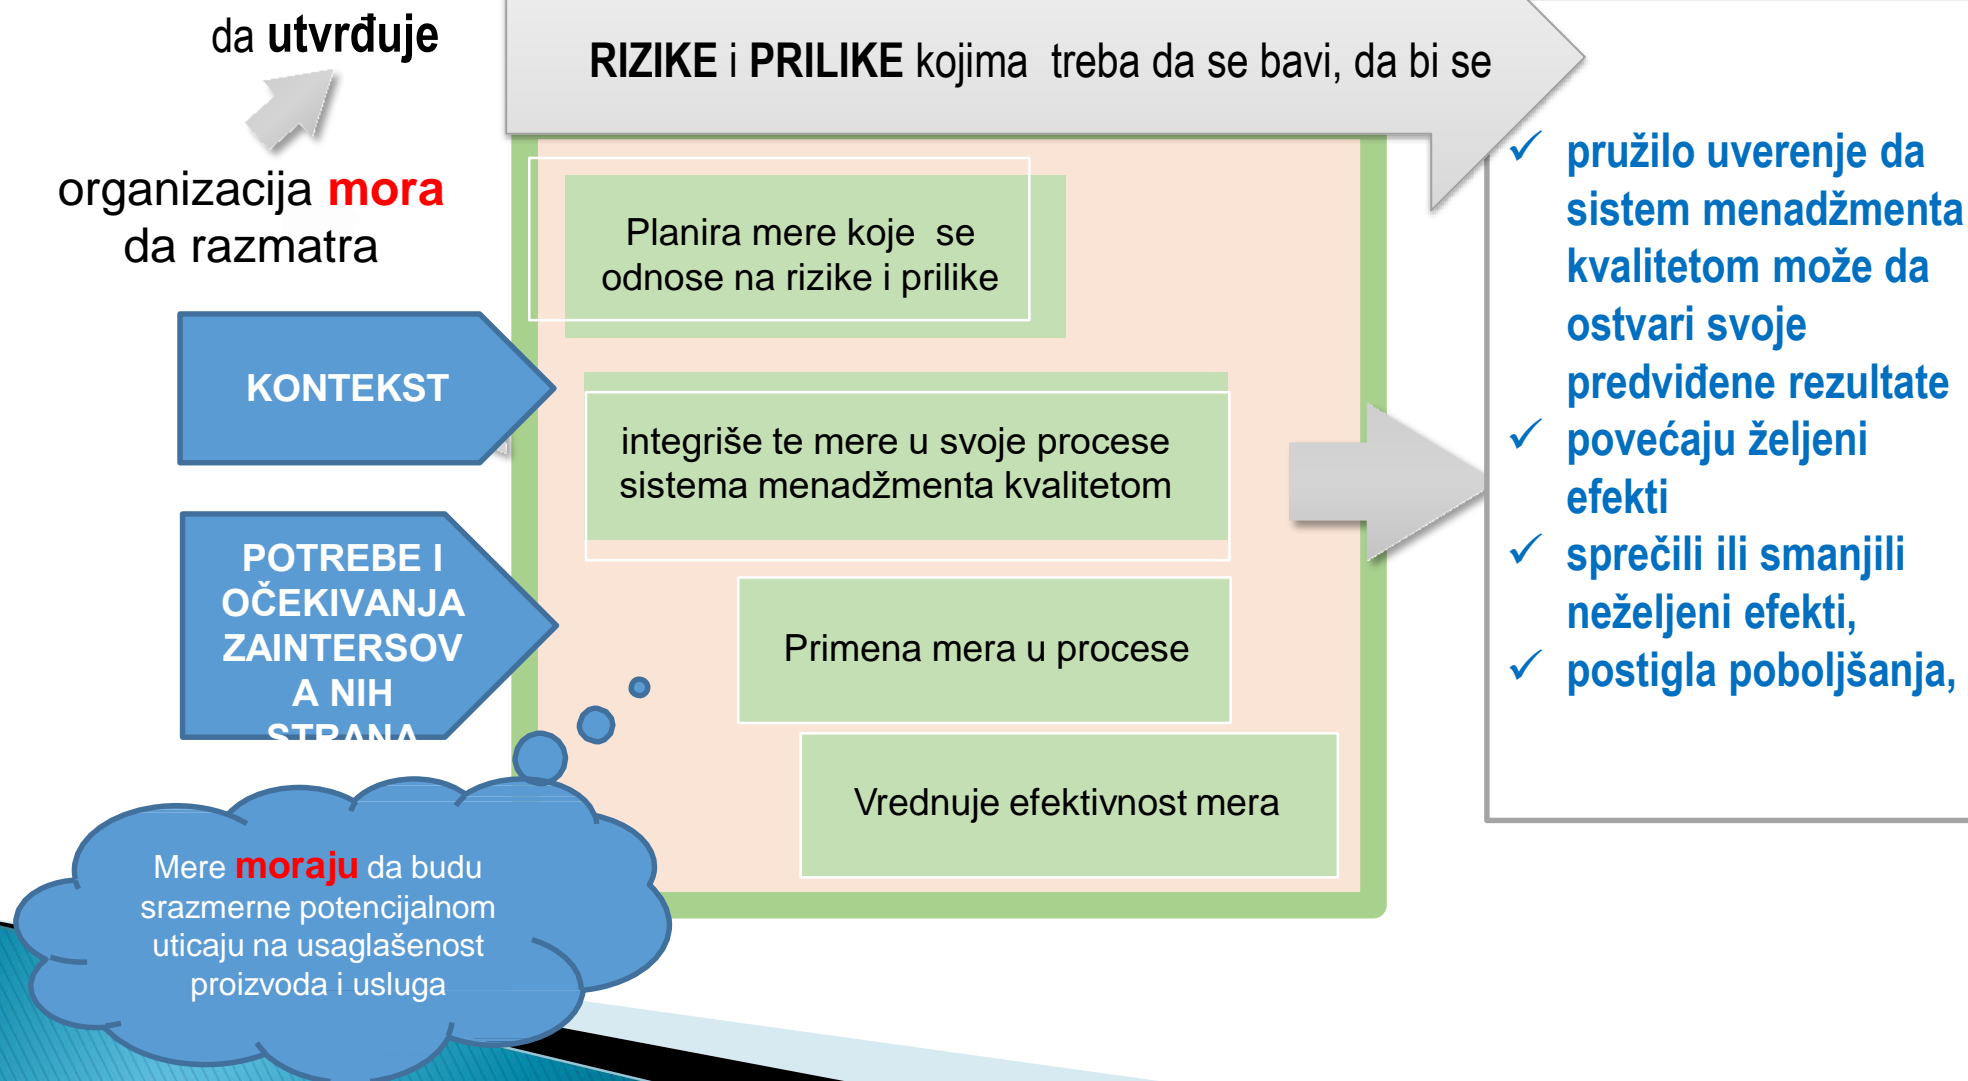 da utvrđuje
RIZIKE i PRILIKE kojima treba da se bavi, da bi se
organizacija mora
da razmatra
KONTEKST
POTREBE I
OČEKIVANJA
ZAINTERSOV
A NIH
STRANA
Mere moraju da budu
srazmerne potencijalnom
uticaju na usaglašenost
proizvoda i usluga
Planira mere koje se
odnose na rizike i prilike
integriše te mere u svoje procese
sistema menadžmenta kvalitetom
Primena mera u procese
Vrednuje efektivnost mera
✓ pružilo uverenje da
sistem menadžmenta
kvalitetom može da
ostvari svoje
predviđene rezultate
✓ povećaju željeni
efekti
✓ sprečili ili smanjili
neželjeni efekti,
✓ postigla poboljšanja,